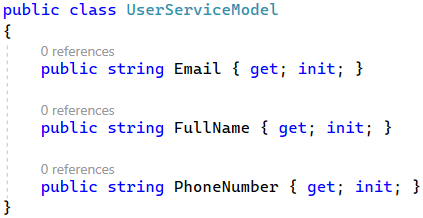 public class UserServiceModel
{
0 references
public string Email { get; init; }
0 references
public string FullName { get; init; }
0 references
public string PhoneNumber { get; init; }
}